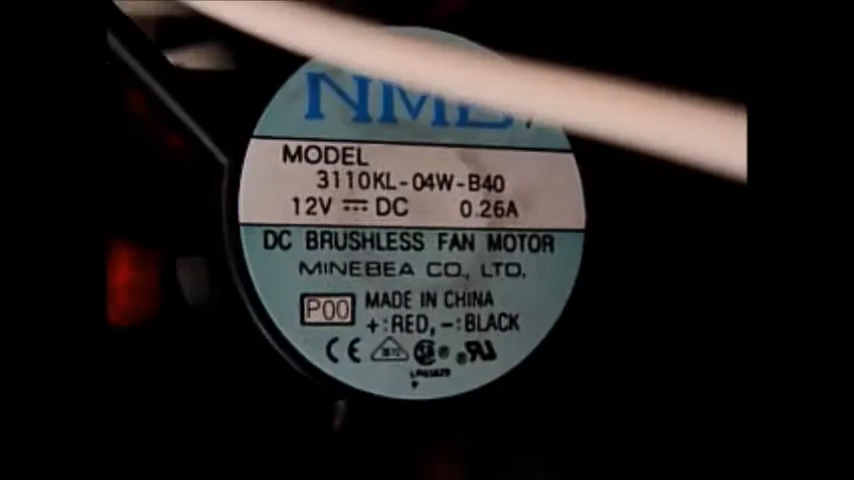 NMB
MODEL
3110KL-04W-B40
12V ⎓ DC 0.26A
DC BRUSHLESS FAN MOTOR
MINEBEA CO., LTD.
P00 MADE IN CHINA
+:RED, -:BLACK
CE ® RU